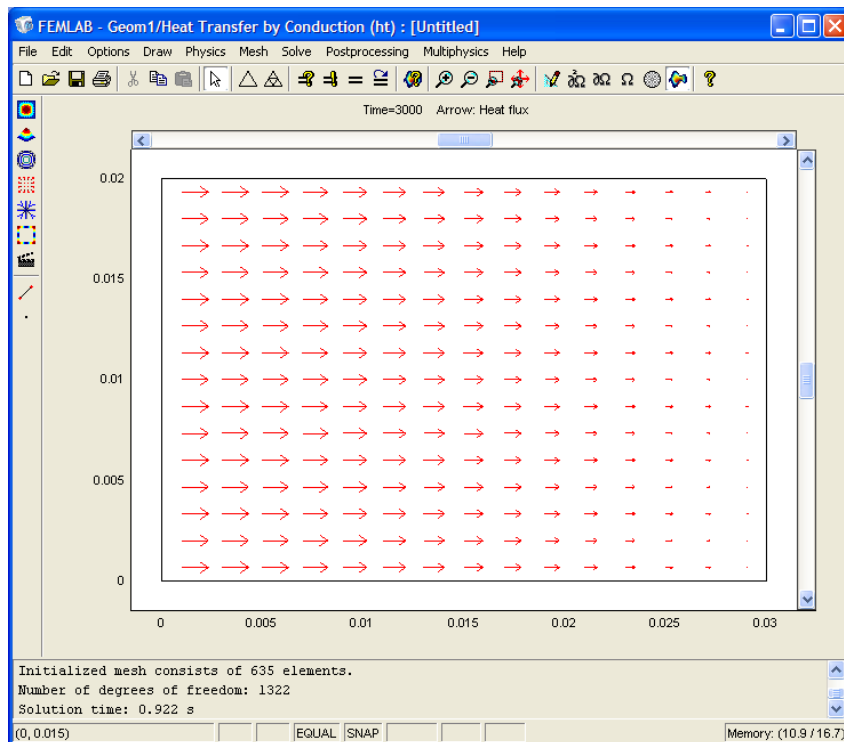 FEMLAB - Geom1/Heat Transfer by Conduction (ht) : [Untitled]
File Edit Options Draw Physics Mesh Solve Postprocessing Multiphysics Help
Time=3000 Arrow: Heat flux
0.02
0.015
0.01
0.005
0
0 0.005 0.01 0.015 0.02 0.025 0.03
Initialized mesh consists of 635 elements.
Number of degrees of freedom: 1322
Solution time: 0.922 s
(0, 0.015) EQUAL SNAP Memory: (10.9 / 16.7)